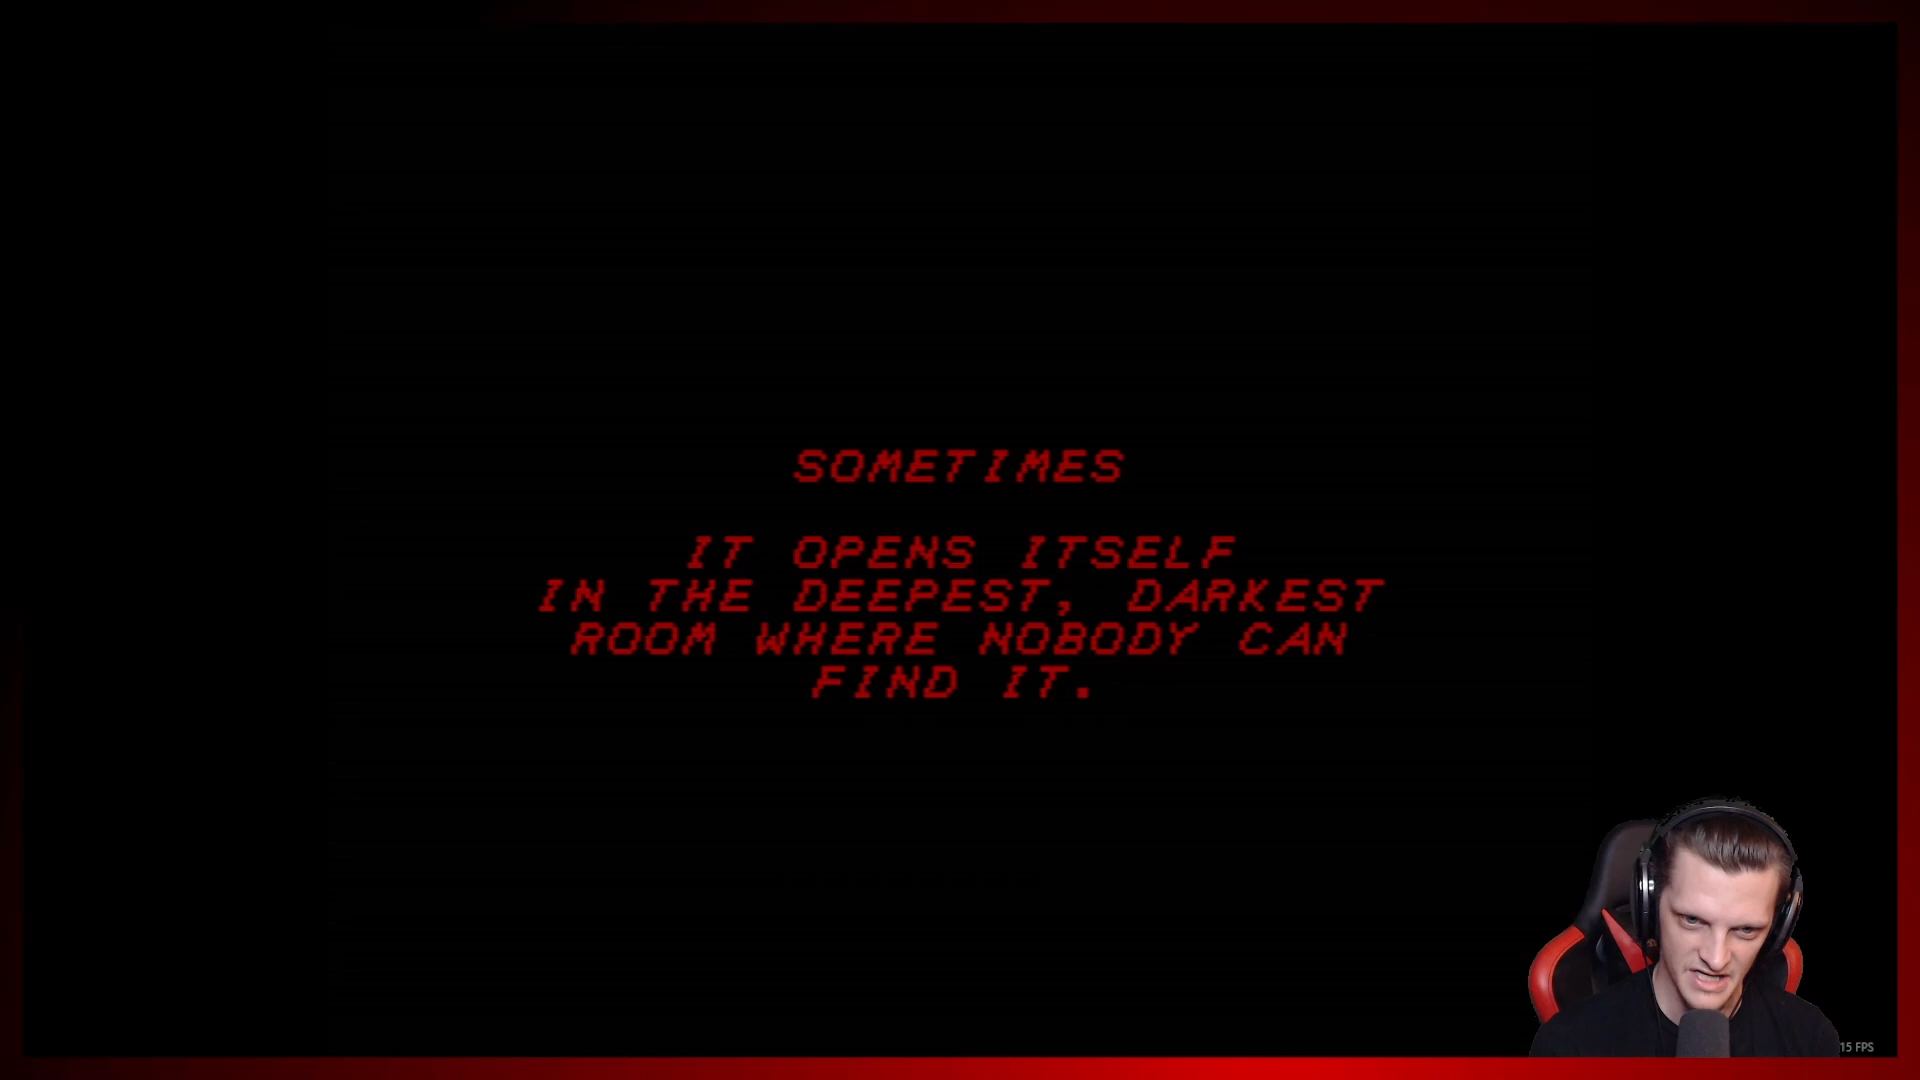 SOMETIMES
IT OPENS ITSELF
IN THE DEEPEST, DARKEST
ROOM WHERE NOBODY CAN
FIND IT.
15 FPS